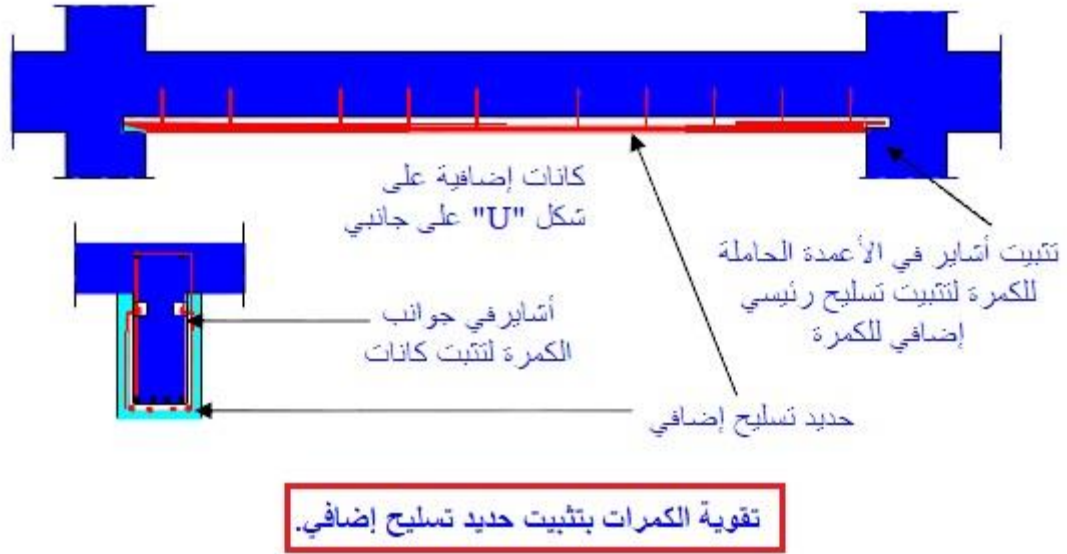 كانات إضافية على
شكل "U" على جانبي
تثبيت أشاير في الأعمدة الحاملة
للكمرة لتثبيت تسليح رئيسي
إضافي للكمرة
أشاير في جوانب
الكمرة لتثبت كانات
حديد تسليح إضافي
تقوية الكمرات بتثبيت حديد تسليح إضافي.